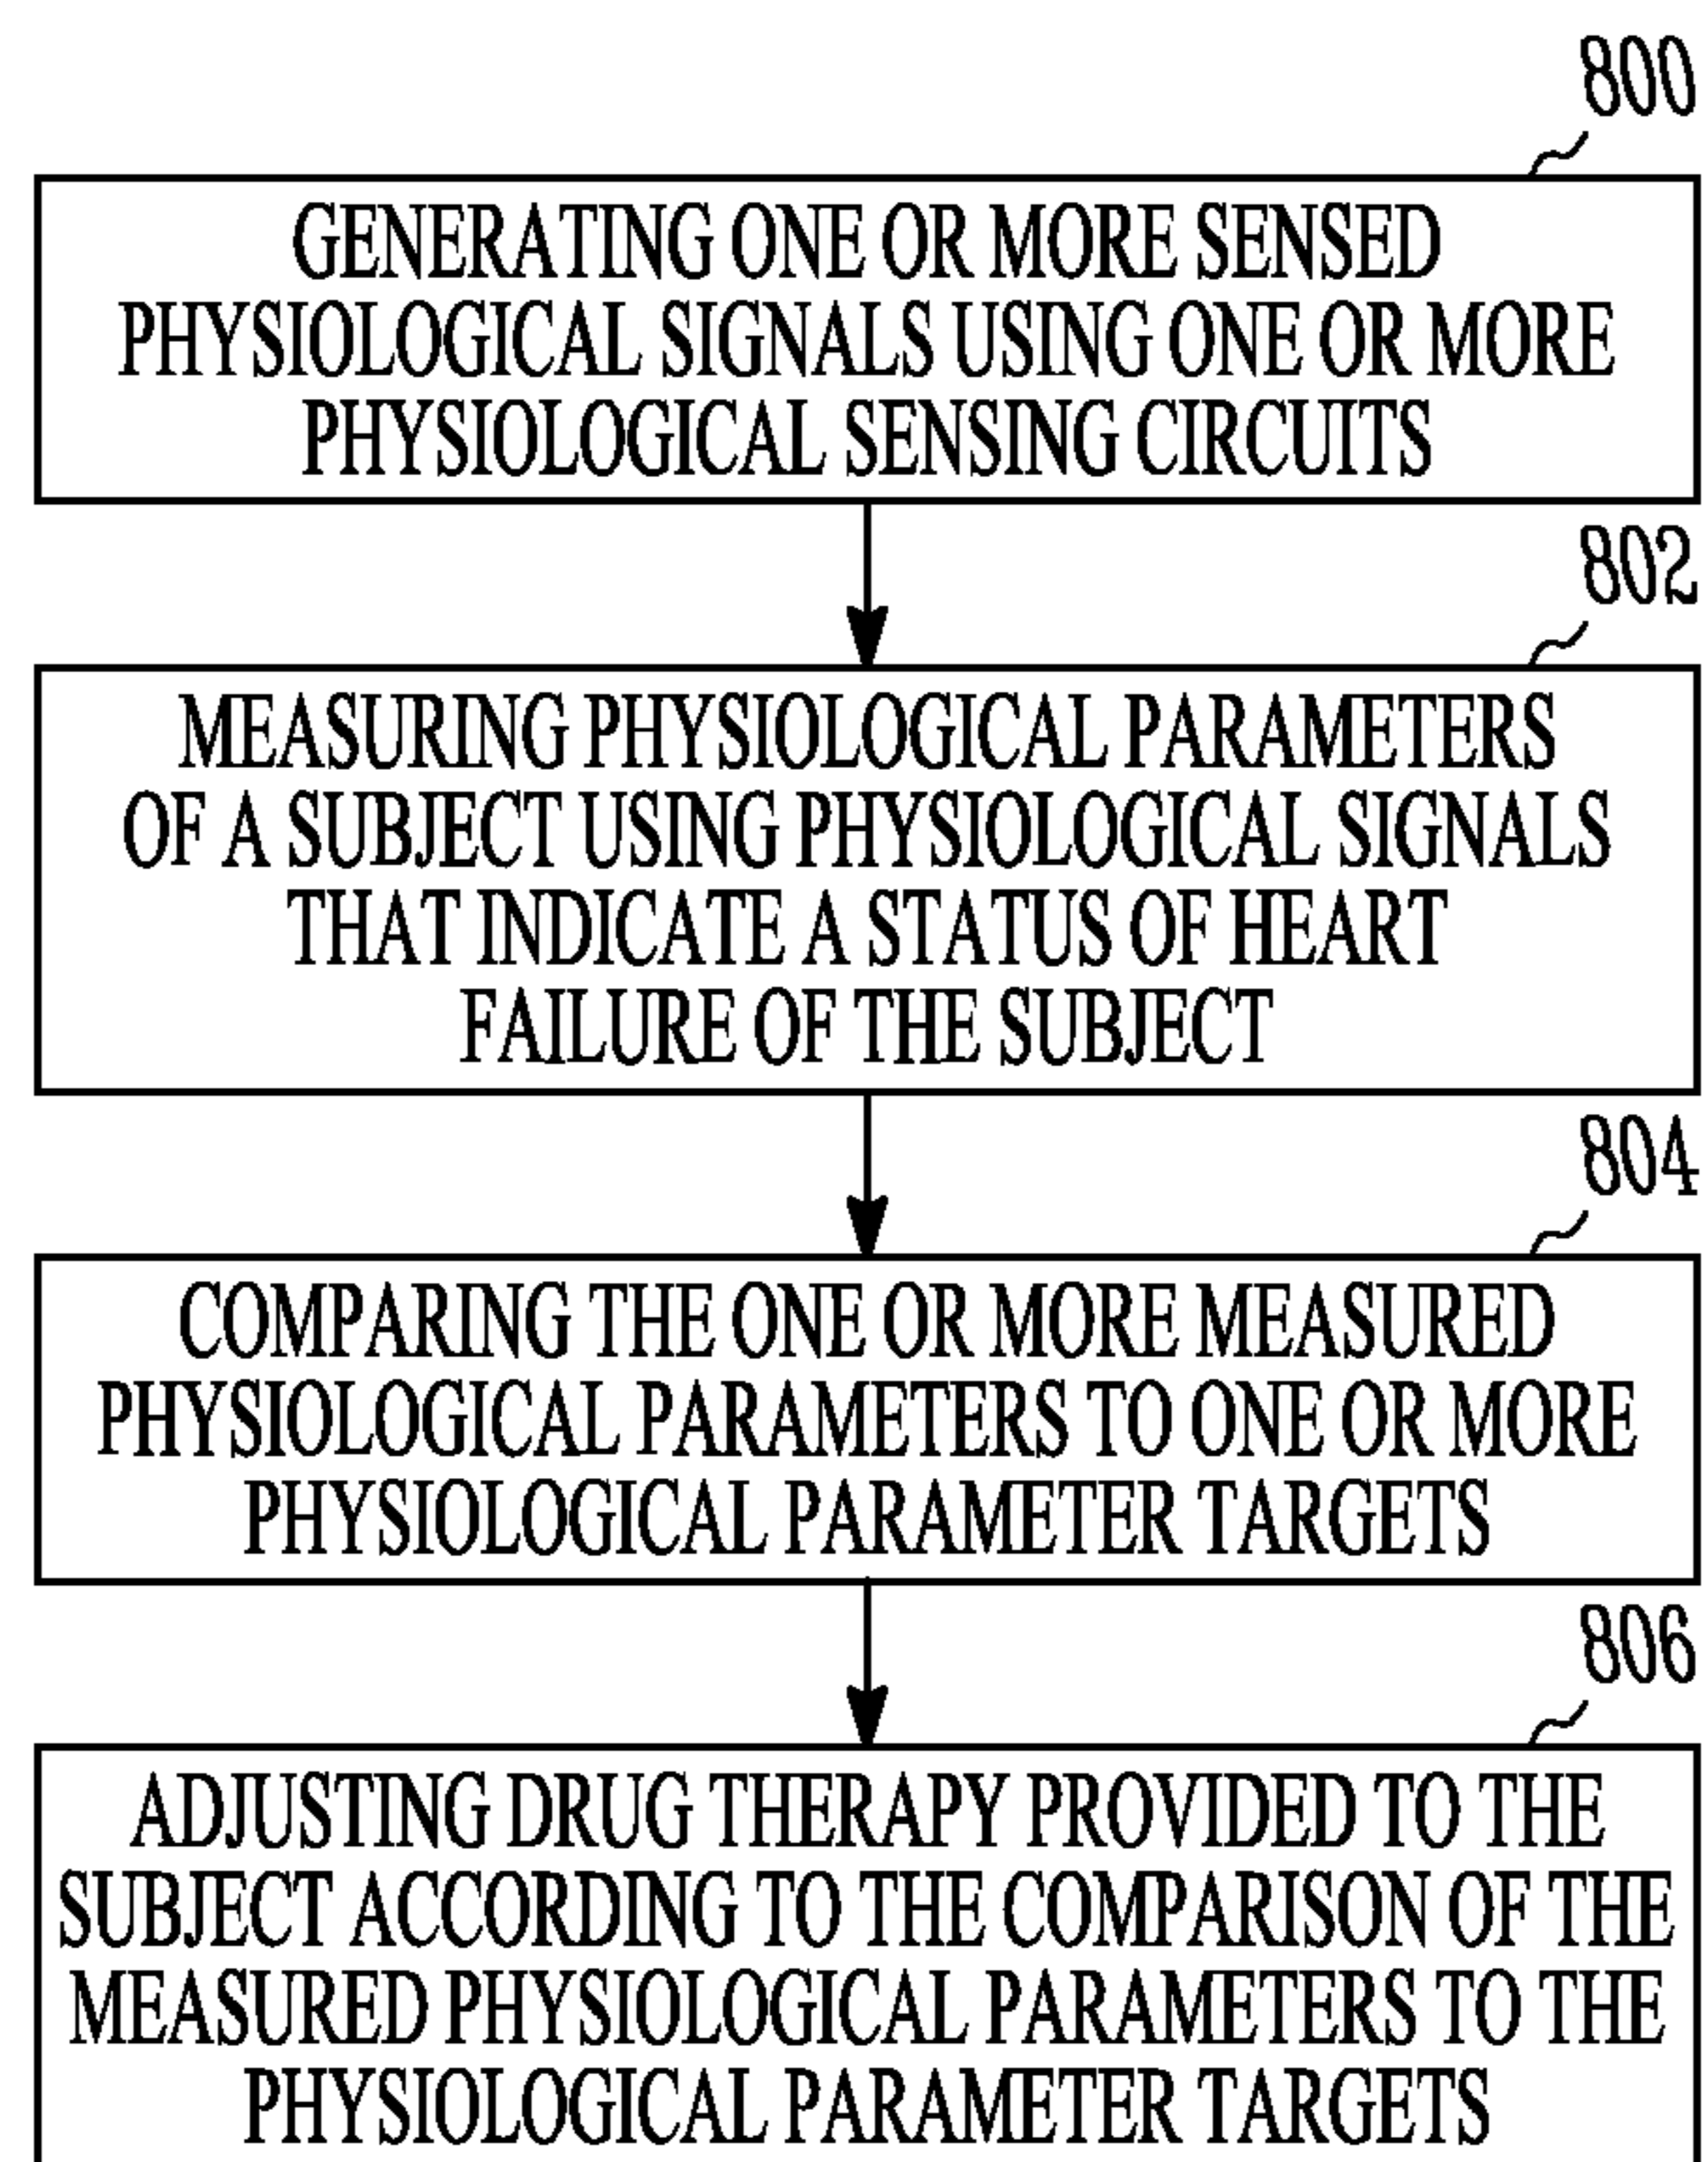 800
GENERATING ONE OR MORE SENSED
PHYSIOLOGICAL SIGNALS USING ONE OR MORE
PHYSIOLOGICAL SENSING CIRCUITS
802
MEASURING PHYSIOLOGICAL PARAMETERS
OF A SUBJECT USING PHYSIOLOGICAL SIGNALS
THAT INDICATE A STATUS OF HEART
FAILURE OF THE SUBJECT
804
COMPARING THE ONE OR MORE MEASURED
PHYSIOLOGICAL PARAMETERS TO ONE OR MORE
PHYSIOLOGICAL PARAMETER TARGETS
806
ADJUSTING DRUG THERAPY PROVIDED TO THE
SUBJECT ACCORDING TO THE COMPARISON OF THE
MEASURED PHYSIOLOGICAL PARAMETERS TO THE
PHYSIOLOGICAL PARAMETER TARGETS